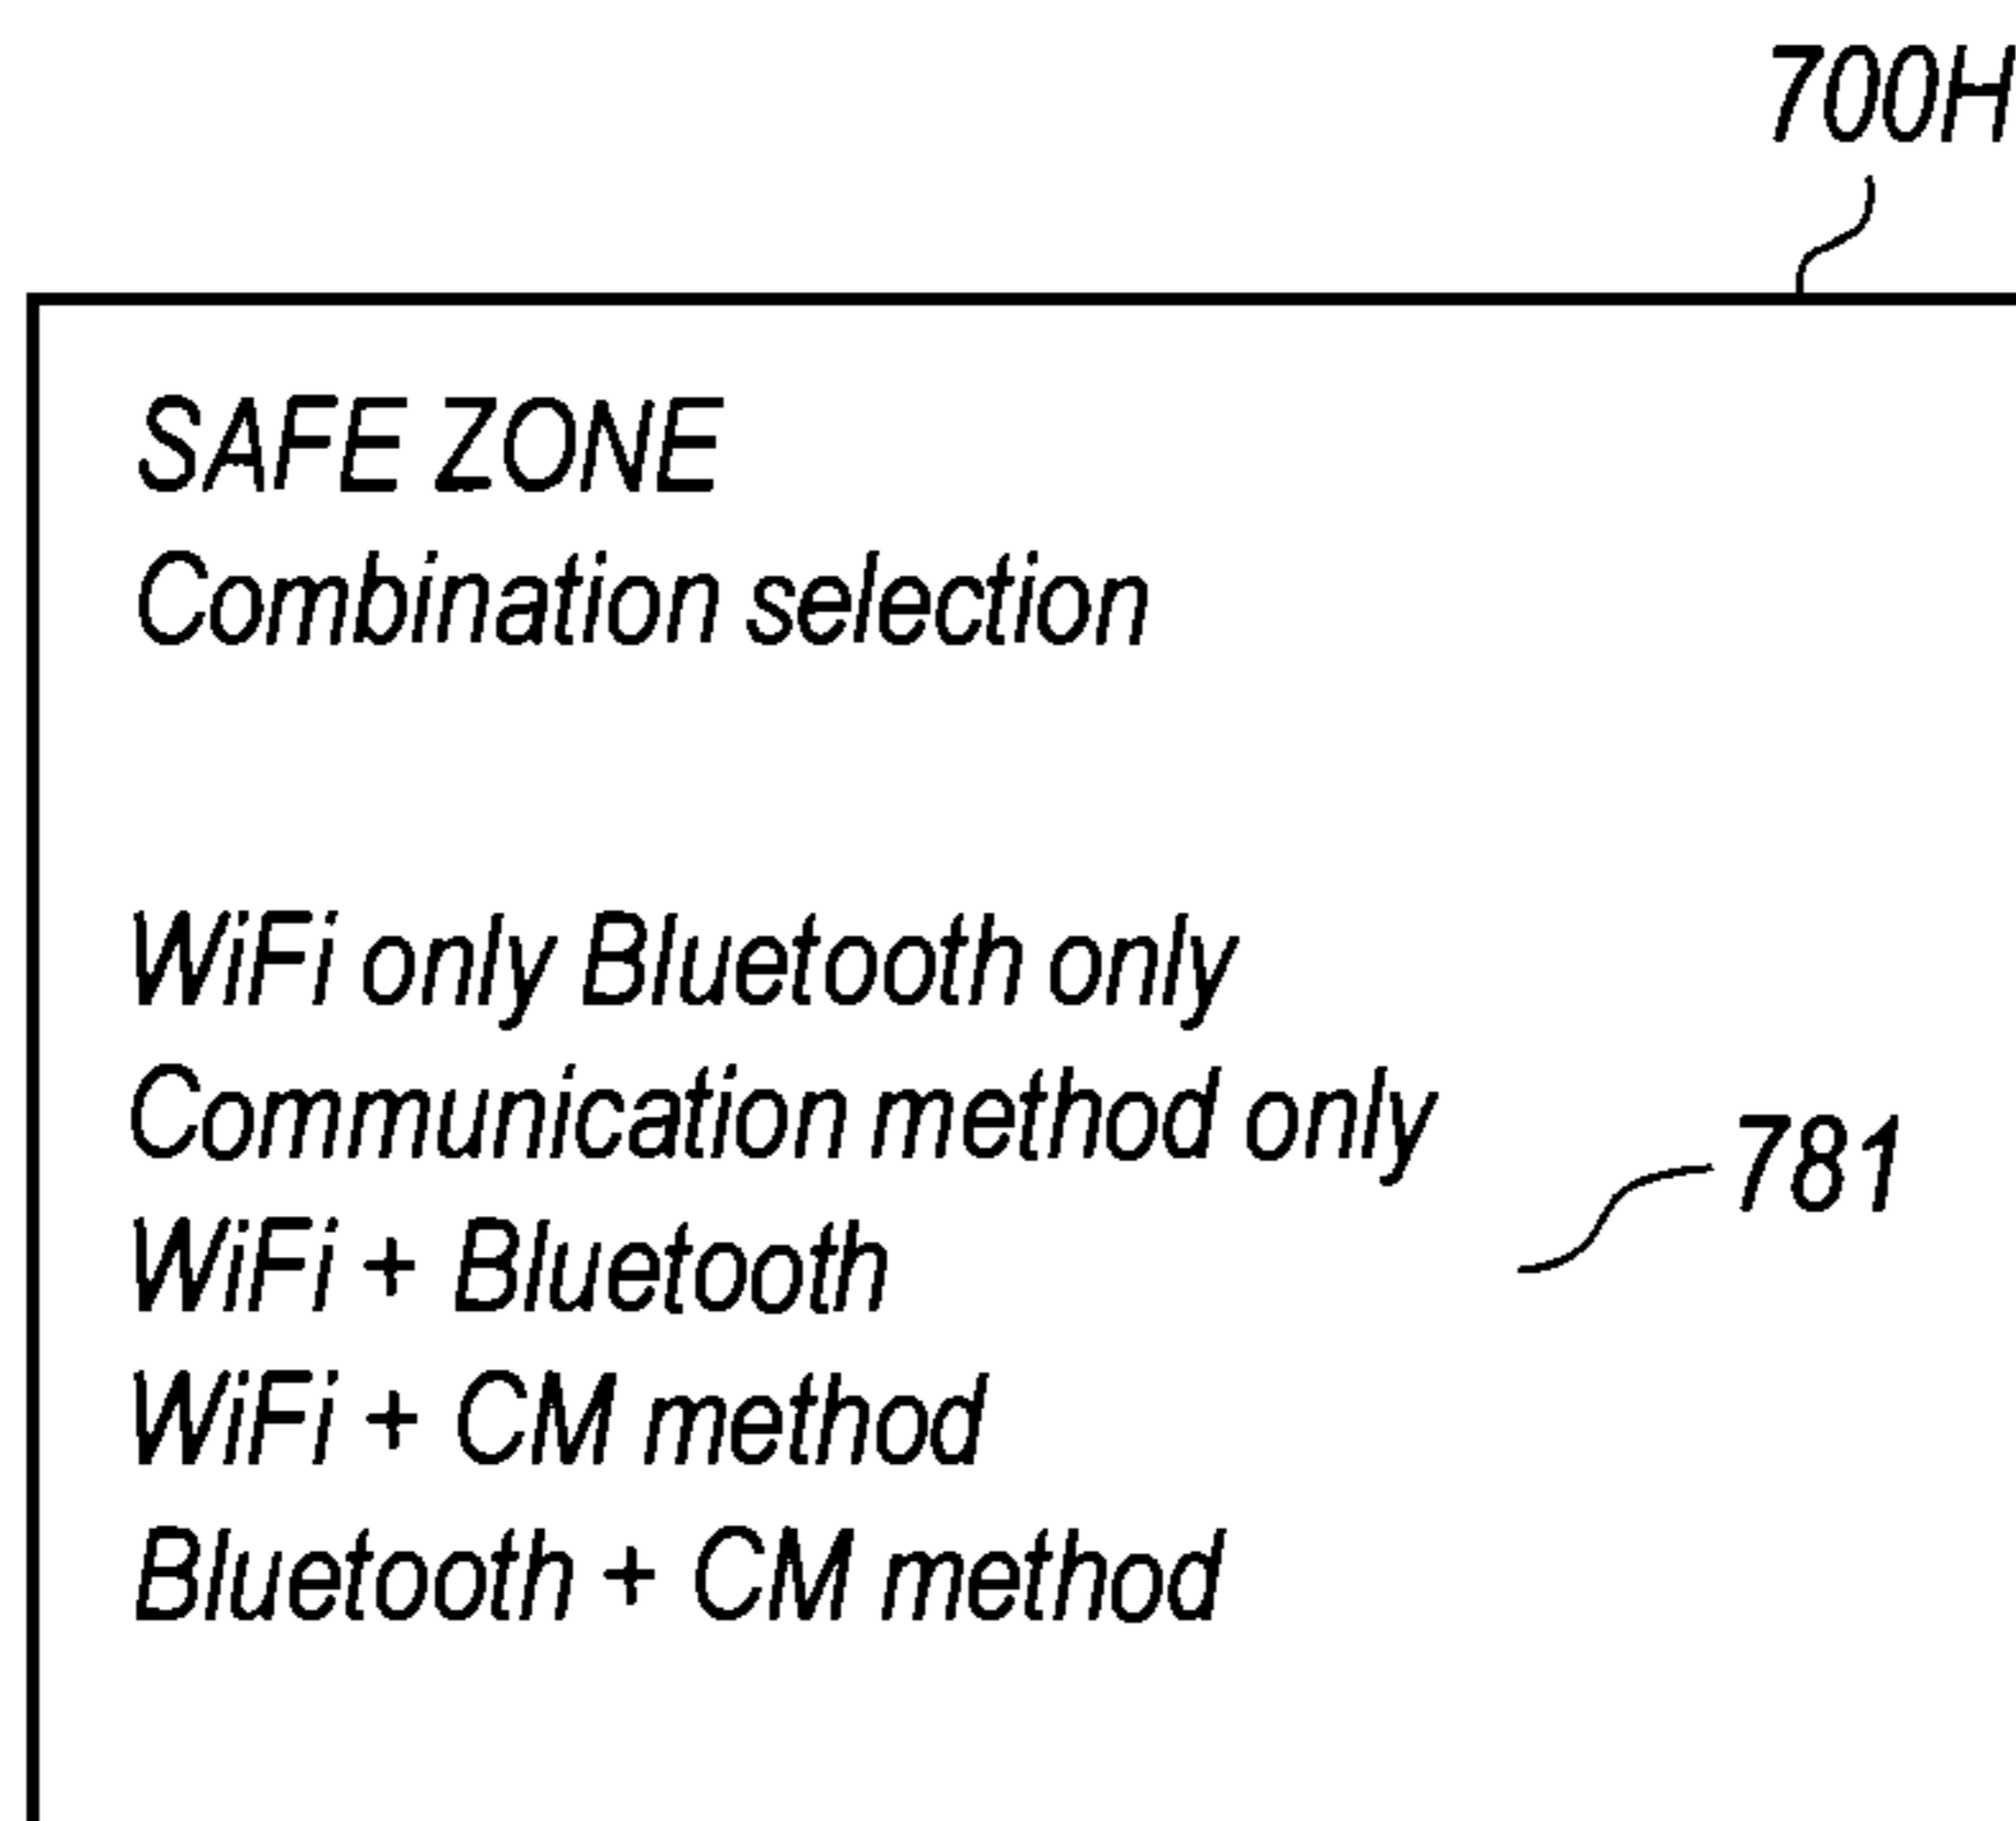 700H
SAFE ZONE
Combination selection
WiFi only Bluetooth only
Communication method only
781
WiFi + Bluetooth
WiFi + CM method
Bluetooth + CM method